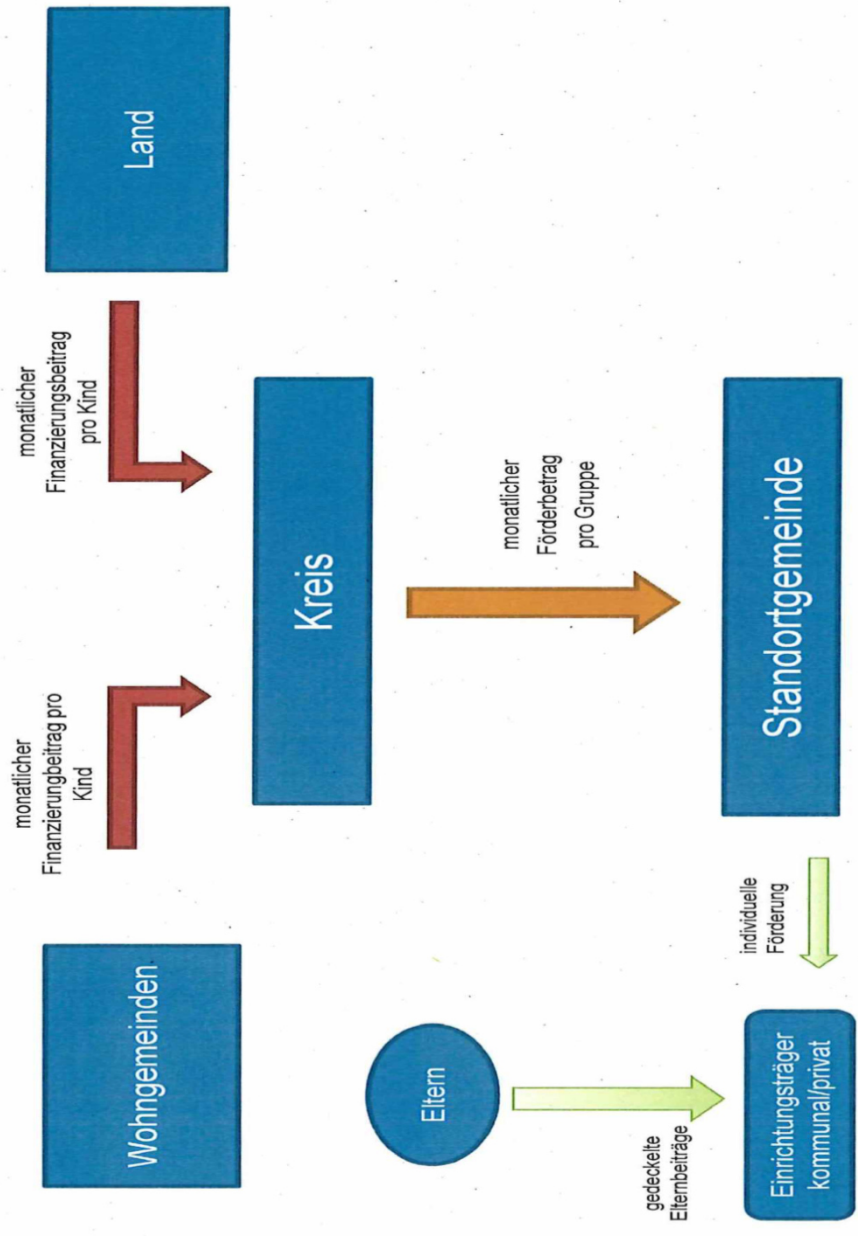 monatlicher
Finanzierungbeitrag pro
Kind
monatlicher
Finanzierungsbeitrag
pro Kind
Wohngemeinden
Land
Kreis
Eltern
monatlicher
Förderbetrag
pro Gruppe
gedeckelte
Elternbeiträge
individuelle
Förderung
Einrichtungsträger
kommunal/privat
Standortgemeinde